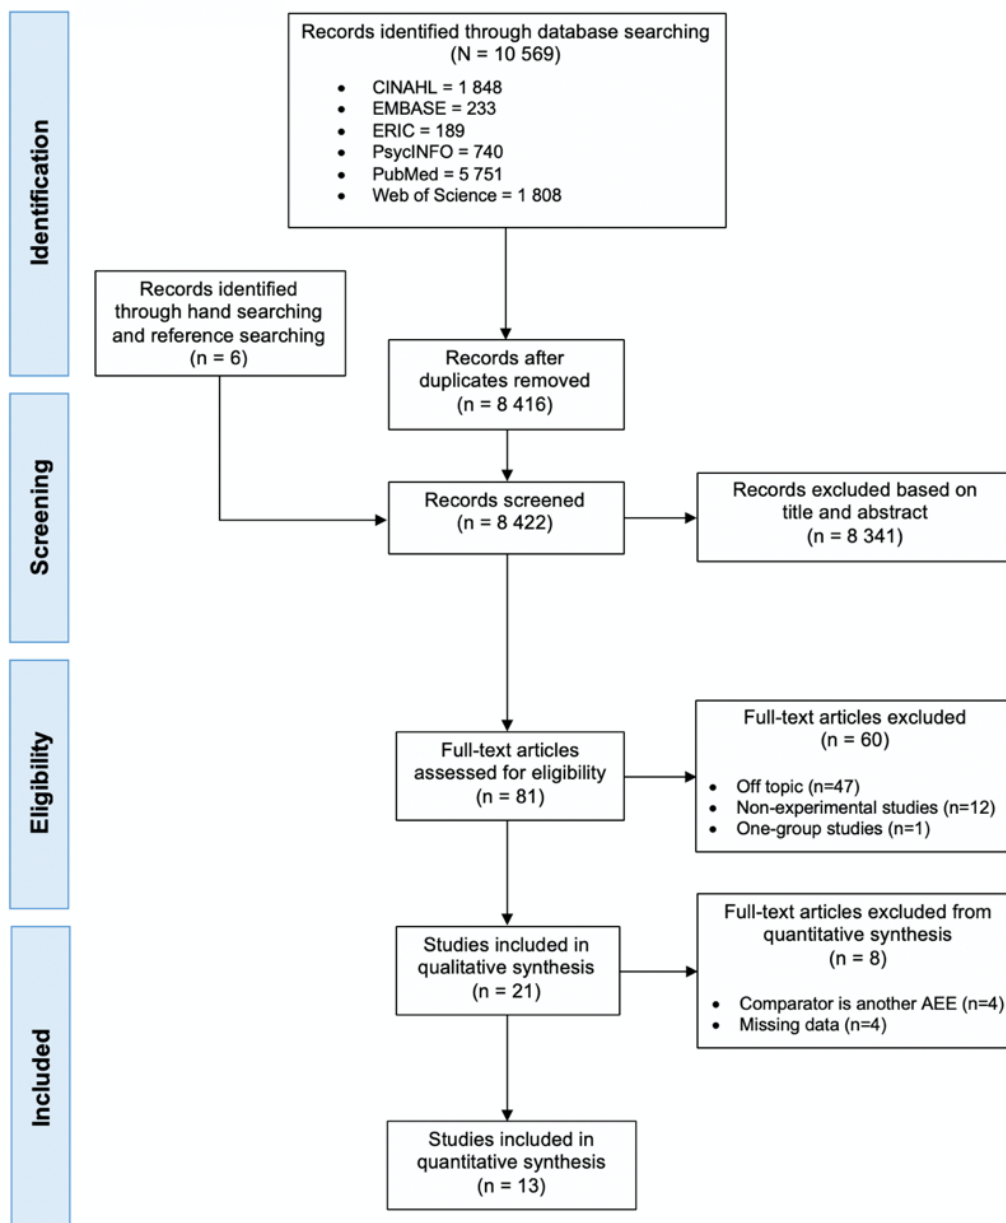 Identification
Records identified through database searching
(N = 10 569)
• CINAHL = 1 848
• EMBASE = 233
• ERIC = 189
• PsycINFO = 740
• PubMed = 5 751
• Web of Science = 1 808
Records identified
through hand searching
and reference searching
(n = 6)
Records after
duplicates removed
(n = 8 416)
Screening
Records screened
(n = 8 422)
Records excluded based on
title and abstract
(n = 8 341)
Eligibility
Full-text articles
assessed for eligibility
(n = 81)
Full-text articles excluded
(n = 60)
• Off topic (n=47)
• Non-experimental studies (n=12)
• One-group studies (n=1)
Included
Studies included in
qualitative synthesis
(n = 21)
Full-text articles excluded from
quantitative synthesis
(n = 8)
• Comparator is another AEE (n=4)
• Missing data (n=4)
Studies included in
quantitative synthesis
(n = 13)